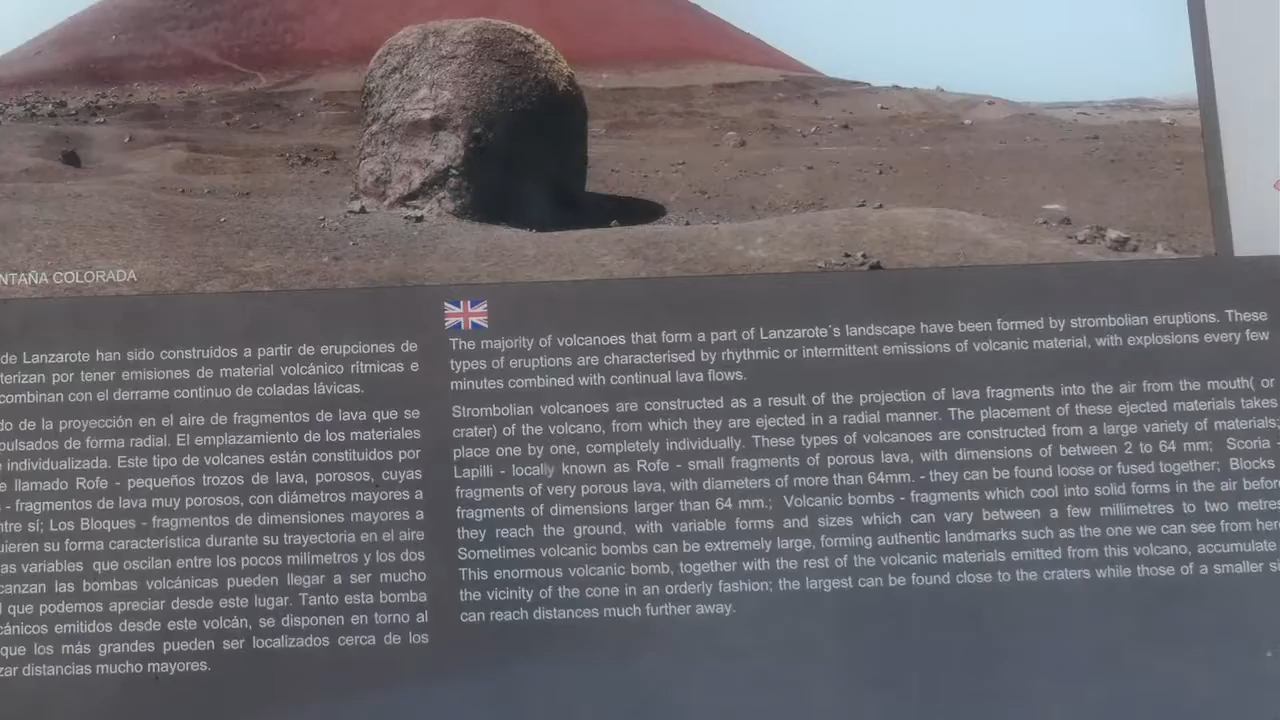 NTAÑA COLORADA
de Lanzarote han sido construidos a partir de erupciones de
terizan por tener emisiones de material volcánico rítmicas e
combinan con el derrame continuo de coladas lávicas.
do de la proyección en el aire de fragmentos de lava que se
pulsados de forma radial. El emplazamiento de los materiales
individualizada. Este tipo de volcanes están constituidos por
e llamado Rofe - pequeños trozos de lava, porosos, cuyas
- fragmentos de lava muy porosos, con diámetros mayores a
ntre sí; Los Bloques - fragmentos de dimensiones mayores a
uieren su forma característica durante su trayectoria en el aire
as variables que oscilan entre los pocos milímetros y los dos
canzan las bombas volcánicas pueden llegar a ser mucho
l que podemos apreciar desde este lugar. Tanto esta bomba
cánicos emitidos desde este volcán, se disponen en torno al
que los más grandes pueden ser localizados cerca de los
zar distancias mucho mayores.
The majority of volcanoes that form a part of Lanzarote´s landscape have been formed by strombolian eruptions. These
types of eruptions are characterised by rhythmic or intermittent emissions of volcanic material, with explosions every few
minutes combined with continual lava flows.
Strombolian volcanoes are constructed as a result of the projection of lava fragments into the air from the mouth( or
crater) of the volcano, from which they are ejected in a radial manner. The placement of these ejected materials takes
place one by one, completely individually. These types of volcanoes are constructed from a large variety of materials;
Lapilli - locally known as Rofe - small fragments of porous lava, with dimensions of between 2 to 64 mm; Scoria -
fragments of very porous lava, with diameters of more than 64mm. - they can be found loose or fused together; Blocks -
fragments of dimensions larger than 64 mm.; Volcanic bombs - fragments which cool into solid forms in the air befor
they reach the ground, with variable forms and sizes which can vary between a few millimetres to two metre
Sometimes volcanic bombs can be extremely large, forming authentic landmarks such as the one we can see from her
This enormous volcanic bomb, together with the rest of the volcanic materials emitted from this volcano, accumulate
the vicinity of the cone in an orderly fashion; the largest can be found close to the craters while those of a smaller si
can reach distances much further away.